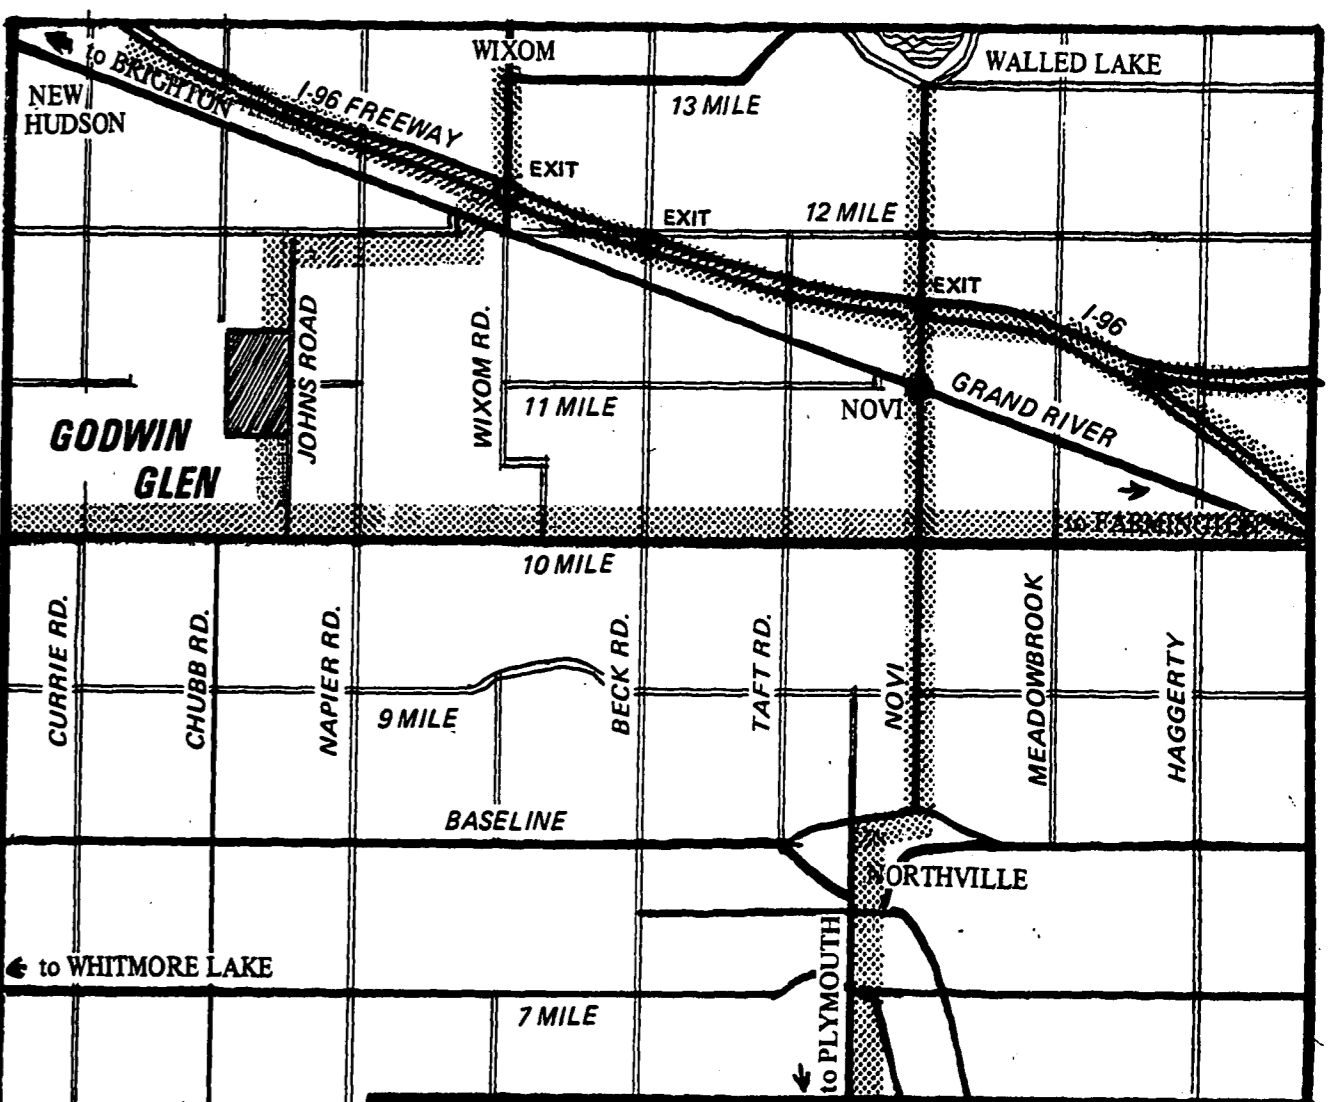 WIXOM
WALLED LAKE
to BRIGHTON
NEW
HUDSON
I-96 FREEWAY
13 MILE
EXIT
EXIT
12 MILE
EXIT
I-96
JOHNS ROAD
WIXOM RD.
11 MILE
NOVI
GRAND RIVER
GODWIN
GLEN
to FARMINGTON
10 MILE
CURRIE RD.
CHUBB RD.
NAPIER RD.
BECK RD.
TAFT RD.
NOVI
MEADOWBROOK
HAGGERTY
9 MILE
BASELINE
NORTHVILLE
to WHITMORE LAKE
7 MILE
to PLYMOUTH